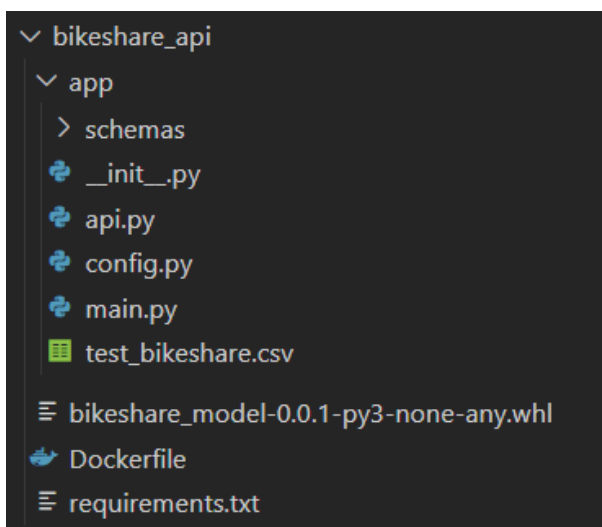 bikeshare_api
app
schemas
__init__.py
api.py
config.py
main.py
test_bikeshare.csv
bikeshare_model-0.0.1-py3-none-any.whl
Dockerfile
requirements.txt